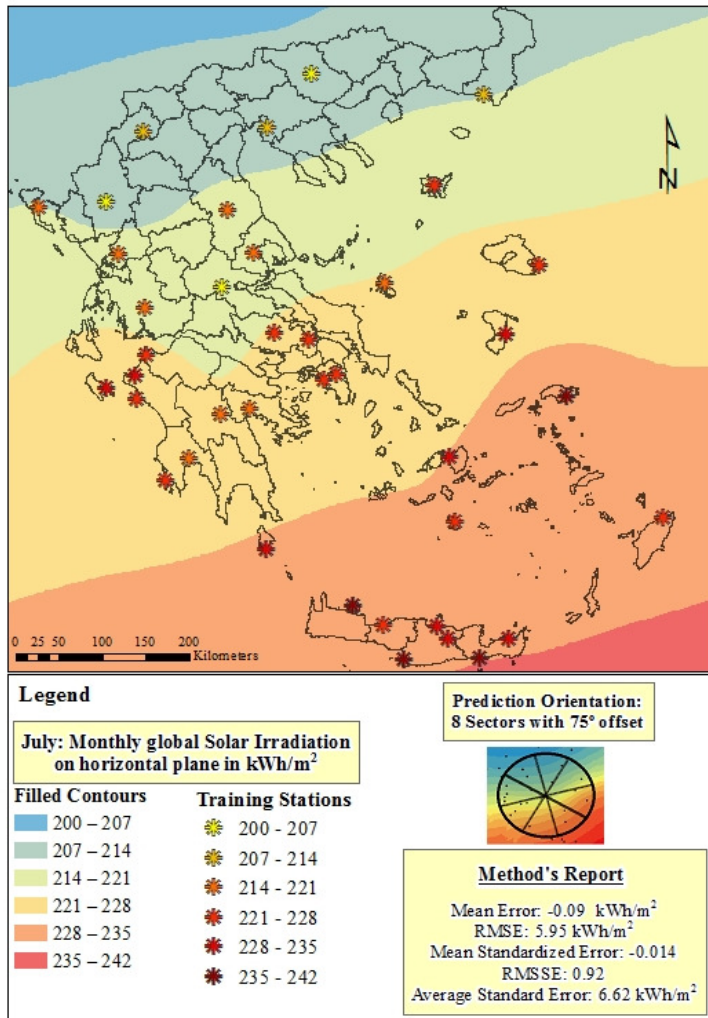 N
0 25 50 100 150 200
Kilometers
Legend
July: Monthly global Solar Irradiation
on horizontal plane in kWh/m²
Filled Contours
200 – 207
207 – 214
214 – 221
221 – 228
228 – 235
235 – 242
Training Stations
200 - 207
207 - 214
214 - 221
221 - 228
228 - 235
235 - 242
Prediction Orientation:
8 Sectors with 75º offset
Method's Report
Mean Error: -0.09 kWh/m²
RMSE: 5.95 kWh/m²
Mean Standardized Error: -0.014
RMSSE: 0.92
Average Standard Error: 6.62 kWh/m²